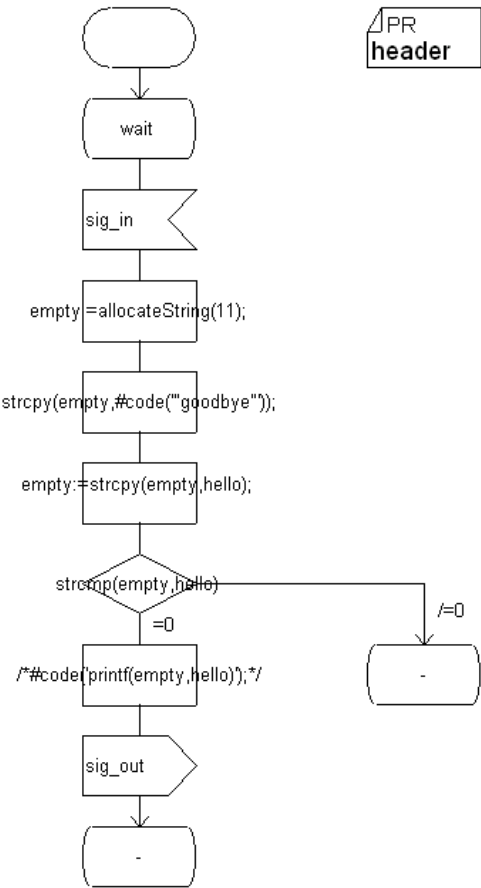 PR
header
wait
sig_in
empty:=allocateString(11);
strcpy(empty,#code('"goodbye"'));
empty:=strcpy(empty,hello);
strcmp(empty,hello)
/=0
=0
-
/*#code('printf(empty,hello)');*/
sig_out
-